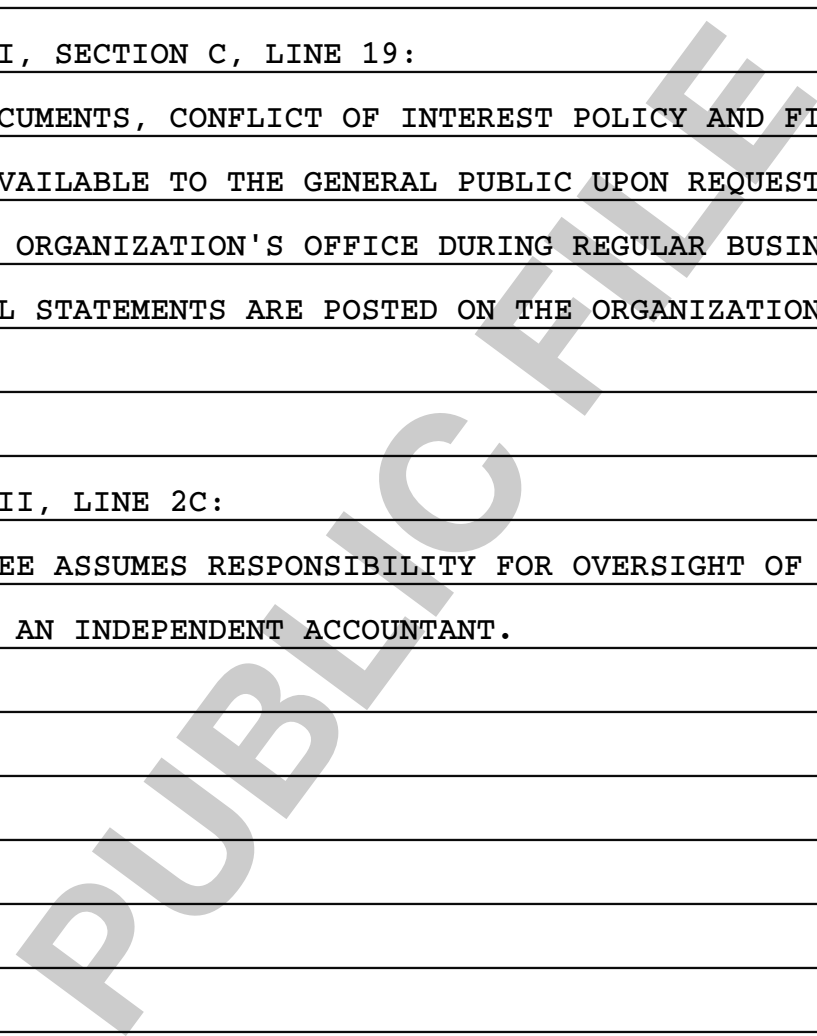 I, SECTION C, LINE 19:
CUMENTS, CONFLICT OF INTEREST POLICY AND FI
VAILABLE TO THE GENERAL PUBLIC UPON REQUEST
ORGANIZATION'S OFFICE DURING REGULAR BUSIN
L STATEMENTS ARE POSTED ON THE ORGANIZATION
II, LINE 2C:
EE ASSUMES RESPONSIBILITY FOR OVERSIGHT OF
AN INDEPENDENT ACCOUNTANT.
PUBLIC FILE